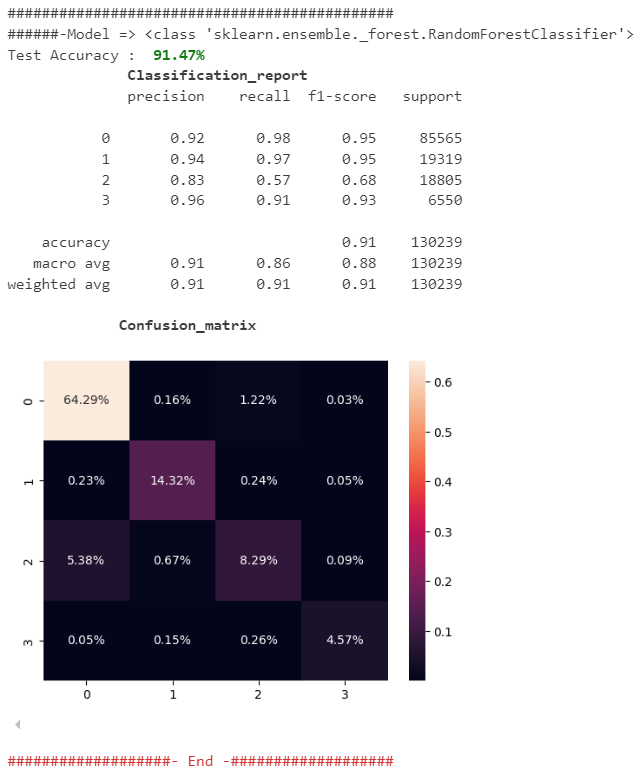 ###########################################
######-Model => <class 'sklearn.ensemble._forest.RandomForestClassifier'>
Test Accuracy :  91.47%
Classification_report
precision    recall  f1-score   support
0       0.92      0.98      0.95     85565
1       0.94      0.97      0.95     19319
2       0.83      0.57      0.68     18805
3       0.96      0.91      0.93      6550
accuracy                           0.91    130239
macro avg       0.91      0.86      0.88    130239
weighted avg       0.91      0.91      0.91    130239
Confusion_matrix
0 64.29% 0.16% 1.22% 0.03%
1 0.23% 14.32% 0.24% 0.05%
2 5.38% 0.67% 8.29% 0.09%
3 0.05% 0.15% 0.26% 4.57%
0 1 2 3
0.6
0.5
0.4
0.3
0.2
0.1
##################- End -##################